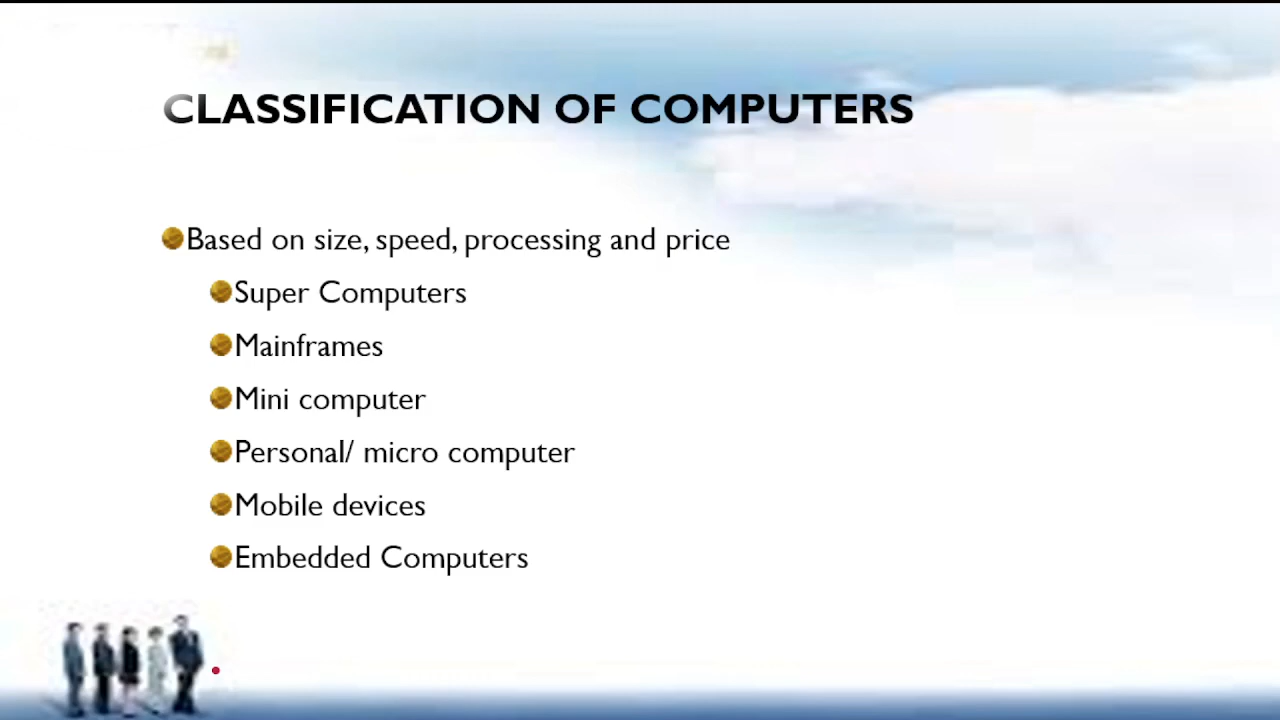 CLASSIFICATION OF COMPUTERS
Based on size, speed, processing and price
Super Computers
Mainframes
Mini computer
Personal/ micro computer
Mobile devices
Embedded Computers